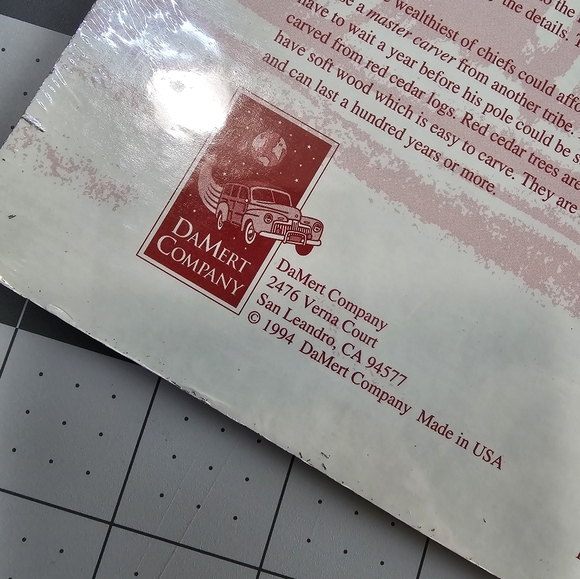 to the
wealthiest of chiefs could
the details.
a master carver from another tribe.
have to wait a year before his pole could be
carved from red cedar logs. Red cedar trees are
have soft wood which is easy to carve. They are
and can last a hundred years or more.
DAMERT
COMPANY
DaMert Company
2476 Verna Court
San Leandro, CA 94577
© 1994 DaMert Company Made in USA